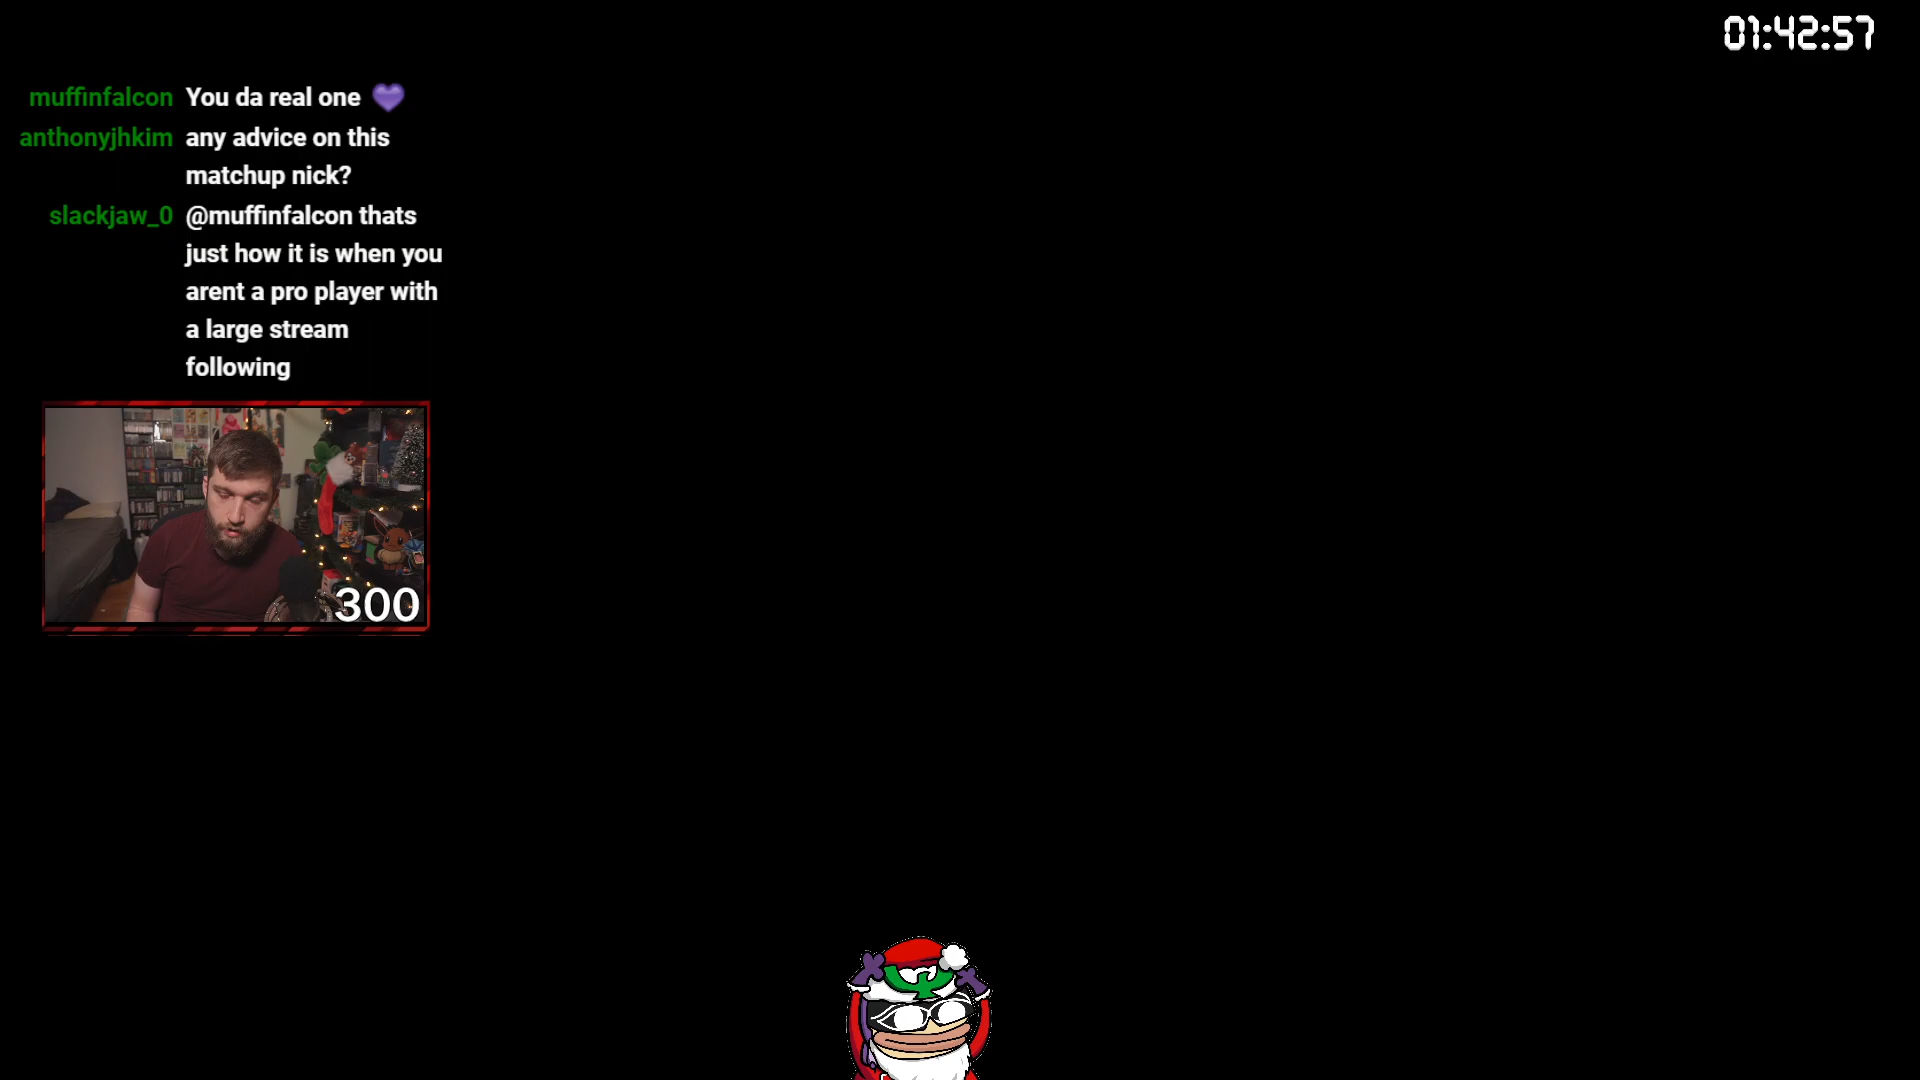 01:42:57
muffinfalcon You da real one 💜
anthonyjhkim any advice on this
matchup nick?
slackjaw_0 @muffinfalcon thats
just how it is when you
arent a pro player with
a large stream
following
300